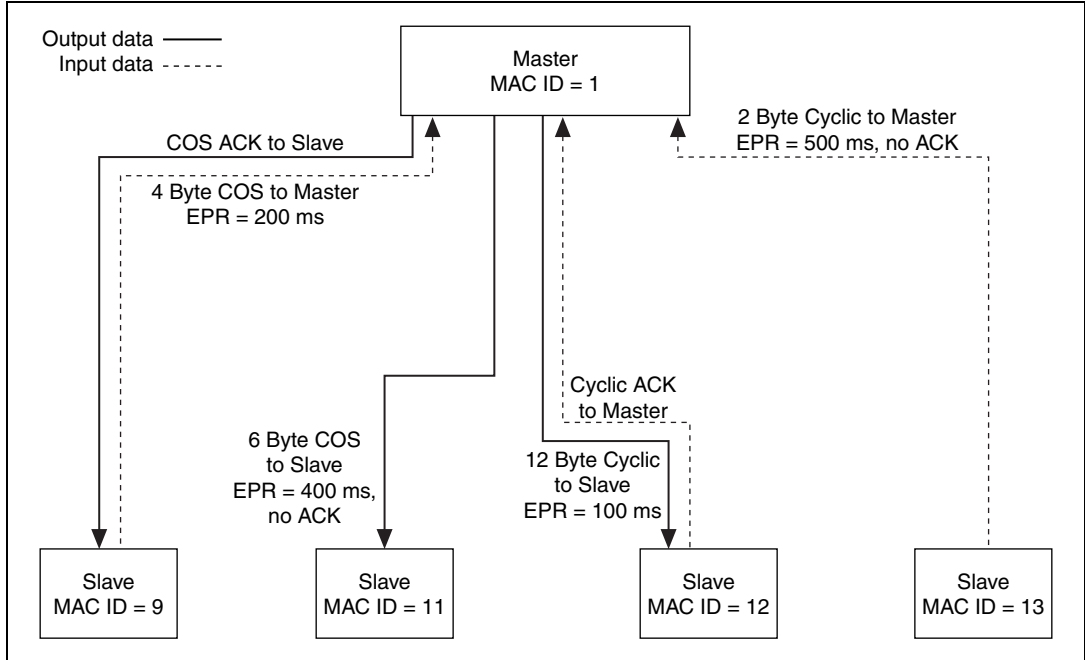 Output data
Input data
Master
MAC ID = 1
COS ACK to Slave
4 Byte COS to Master
EPR = 200 ms
2 Byte Cyclic to Master
EPR = 500 ms, no ACK
6 Byte COS
to Slave
EPR = 400 ms,
no ACK
Cyclic ACK
to Master
12 Byte Cyclic
to Slave
EPR = 100 ms
Slave
MAC ID = 9
Slave
MAC ID = 11
Slave
MAC ID = 12
Slave
MAC ID = 13